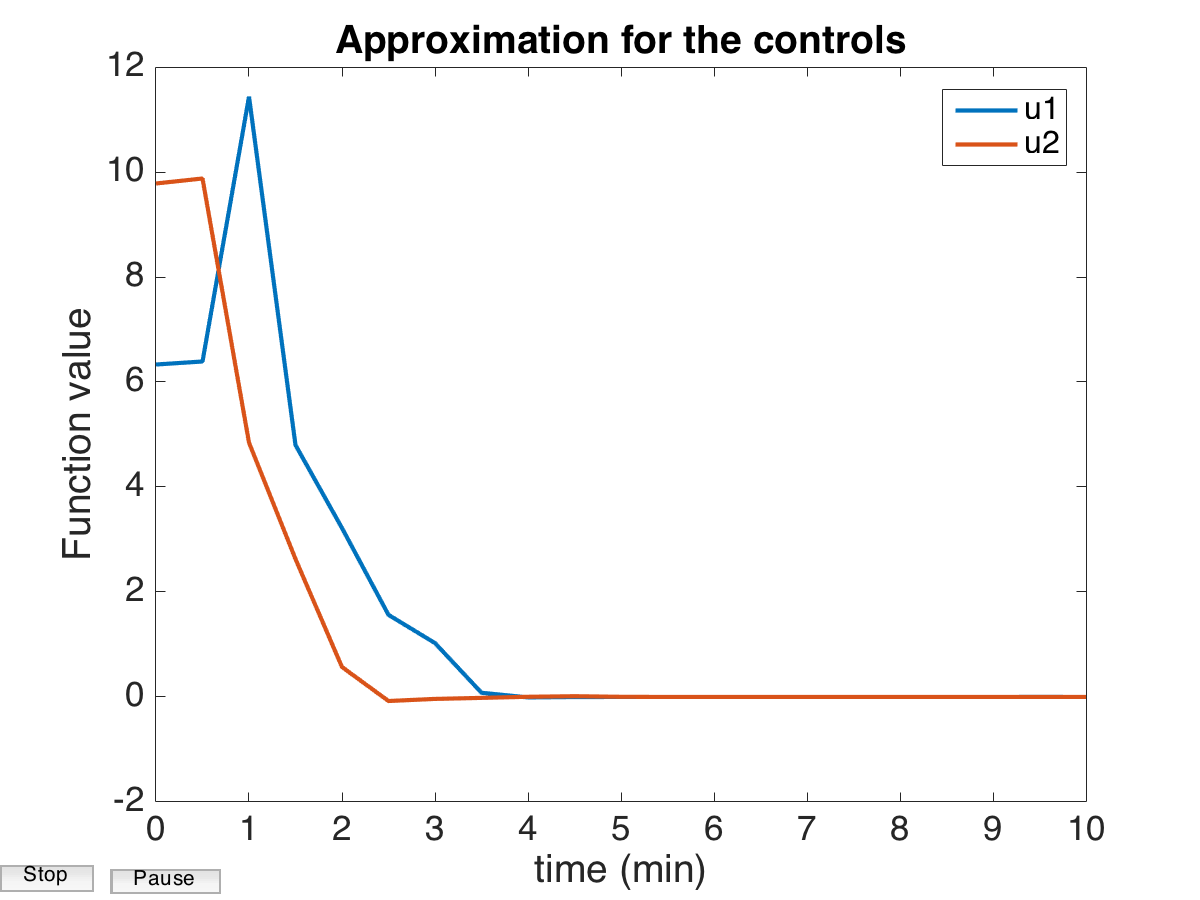 Approximation for the controls
12
10
8
6
4
2
0
-2
Function value
u1
u2
0 1 2 3 4 5 6 7 8 9 10
time (min)
Stop Pause